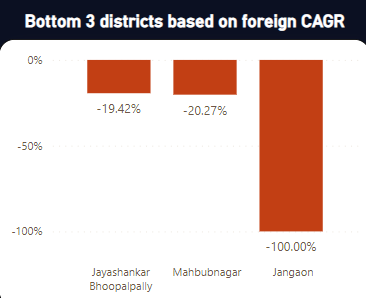 Bottom 3 districts based on foreign CAGR
0%
-50%
-100%
-19.42%
-20.27%
-100.00%
Jayashankar
Bhoopalpally
Mahbubnagar
Jangaon